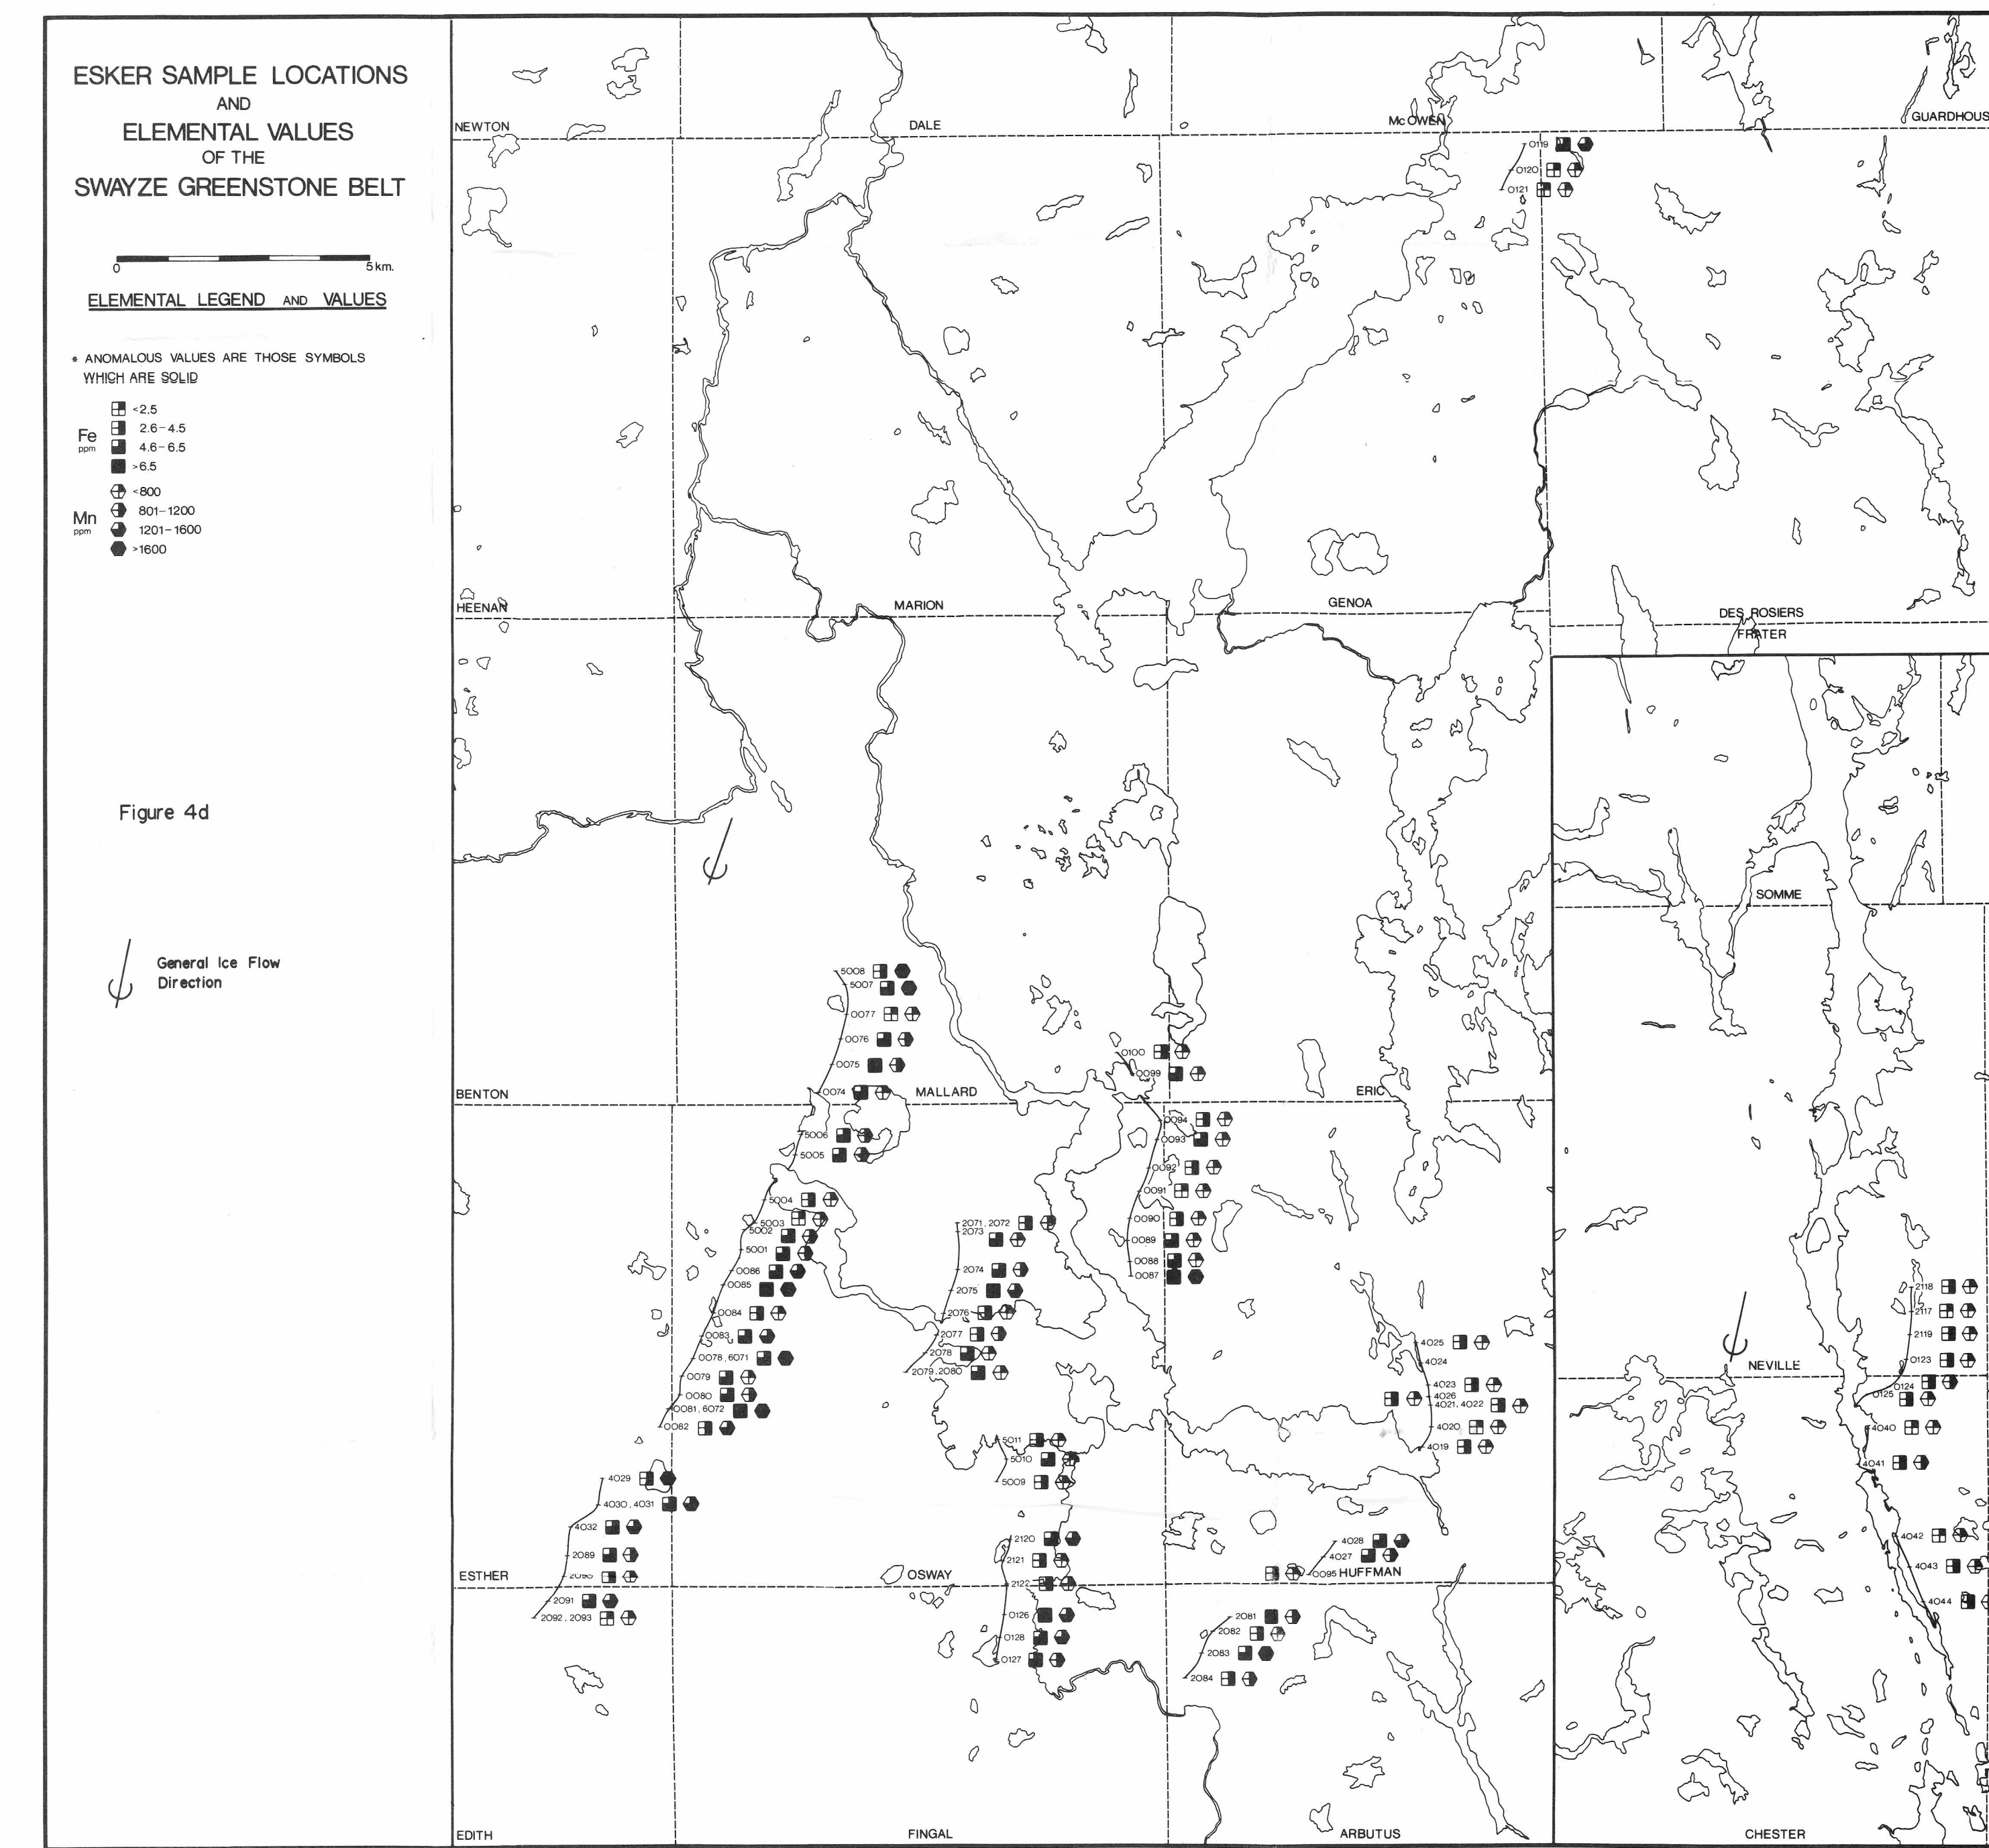 ESKER SAMPLE LOCATIONS
AND
ELEMENTAL VALUES
OF THE
SWAYZE GREENSTONE BELT
0 5 km.
ELEMENTAL LEGEND AND VALUES
* ANOMALOUS VALUES ARE THOSE SYMBOLS
WHICH ARE SOLID
Fe
ppm
<2.5
2.6-4.5
4.6-6.5
>6.5
Mn
ppm
<800
801-1200
1201-1600
>1600
Figure 4d
General Ice Flow
Direction
NEWTON
DALE
McOWEN
GUARDHOUS
0119
0120
0121
HEENAN
MARION
GENOA
DES ROSIERS
FRATER
SOMME
5008
5007
0077
0076
0075
0074
BENTON
MALLARD
ERIC
0100
0099
5006
5005
5004
5003
5002
5001
0086
0085
0084
0083
0078, 6071
0079
0080
0081, 6072
0082
0094
0093
0092
0091
0090
0089
0088
0087
2071, 2072
2073
2074
2075
2076
2077
2078
2079, 2080
4025
4024
4023
4026
4021, 4022
4020
4019
5011
5010
5009
4029
4030, 4031
4032
2089
2091
2092, 2093
2120
2121
2122
0126
0128
0127
4028
4027
0095
2081
2082
2083
2084
ESTHER
OSWAY
HUFFMAN
NEVILLE
2118
2117
2119
0123
0124
0125
4040
4041
4042
4043
4044
EDITH
FINGAL
ARBUTUS
CHESTER